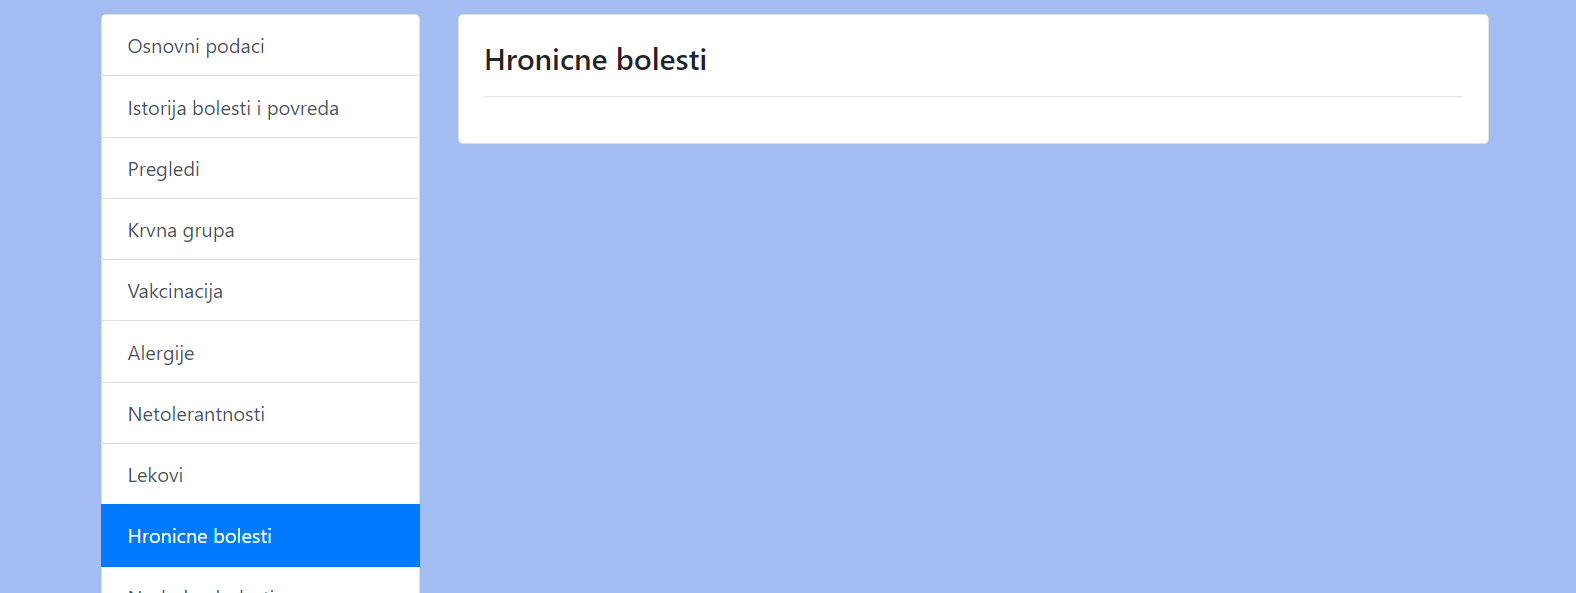 Osnovni podaci
Istorija bolesti i povreda
Pregledi
Krvna grupa
Vakcinacija
Alergije
Netolerantnosti
Lekovi
Hronicne bolesti
Hronicne bolesti